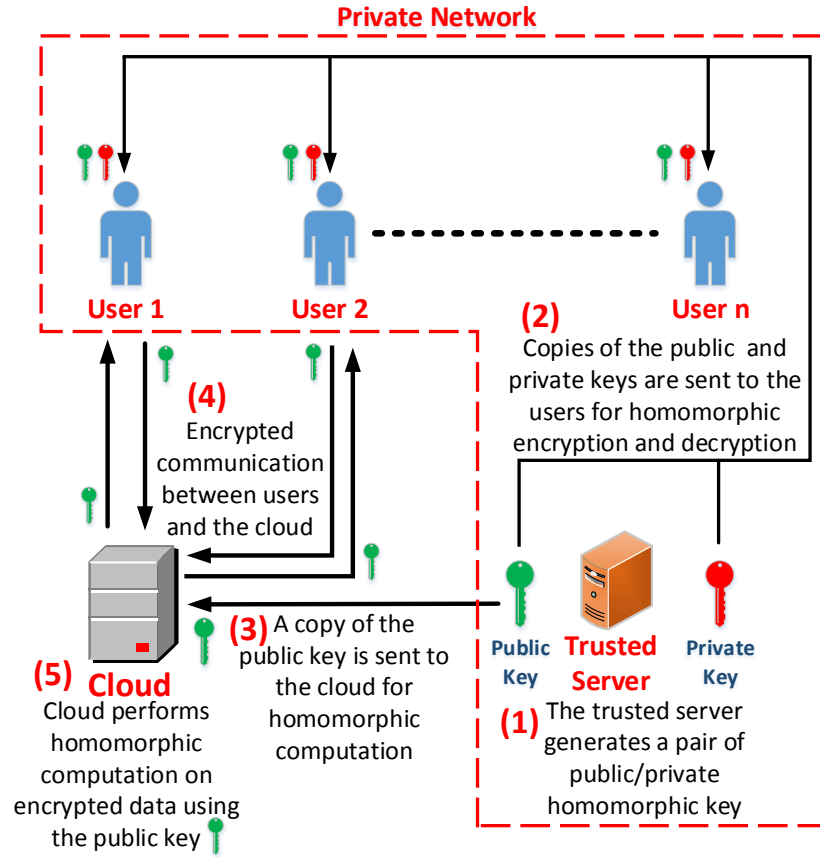 Private Network
User 1
User 2
User n
(2)
Copies of the public and
private keys are sent to the
users for homomorphic
encryption and decryption
(4)
Encrypted
communication
between users
and the cloud
Public
Key
Trusted
Server
Private
Key
(3) A copy of the
public key is sent to
the cloud for
homomorphic
computation
(1) The trusted server
generates a pair of
public/private
homomorphic key
Cloud
(5)
Cloud performs
homomorphic
computation on
encrypted data using
the public key